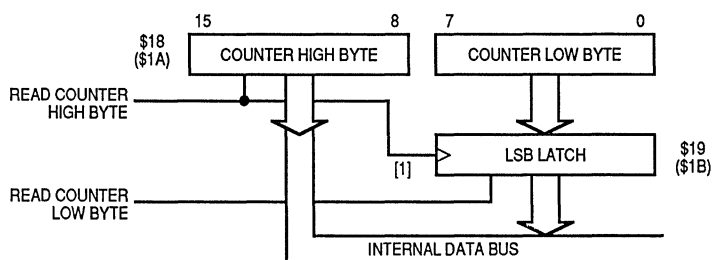 15 8 7 0
$18 COUNTER HIGH BYTE COUNTER LOW BYTE
($1A)
READ COUNTER
HIGH BYTE
LSB LATCH $19
[1] ($1B)
READ COUNTER
LOW BYTE
INTERNAL DATA BUS